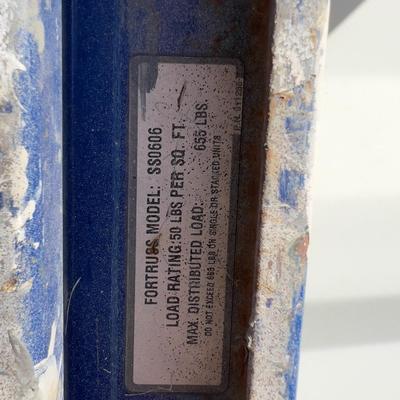 FORTRUSS MODEL: SS0606
LOAD RATING: 50 LBS PER SQ. FT.
MAX. DISTRIBUTED LOAD: 655 LBS.
DO NOT EXCEED 655 LBS ON SINGLE OR STACKED UNITS
P/N